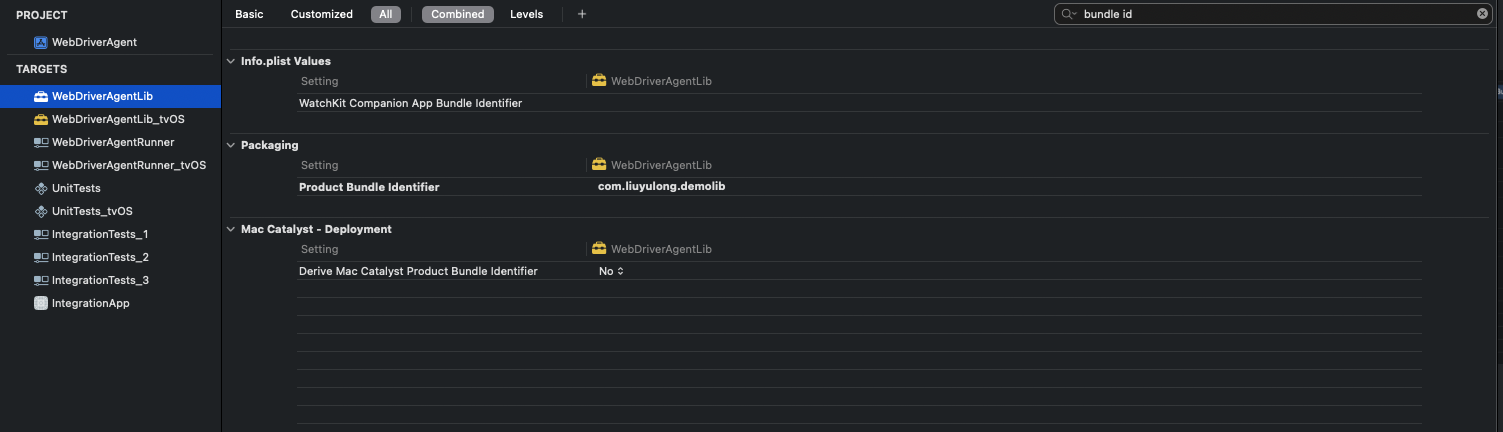 PROJECT
WebDriverAgent
TARGETS
WebDriverAgentLib
WebDriverAgentLib_tvOS
WebDriverAgentRunner
WebDriverAgentRunner_tvOS
UnitTests
UnitTests_tvOS
IntegrationTests_1
IntegrationTests_2
IntegrationTests_3
IntegrationApp
Basic Customized All Combined Levels + bundle id
Info.plist Values
Setting WebDriverAgentLib
WatchKit Companion App Bundle Identifier
Packaging
Setting WebDriverAgentLib
Product Bundle Identifier com.liuyulong.demolib
Mac Catalyst - Deployment
Setting WebDriverAgentLib
Derive Mac Catalyst Product Bundle Identifier No